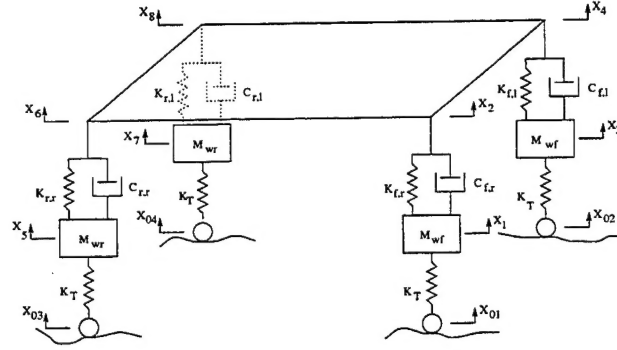 X8
X4
Kr,l
Cr,l
Kf,l
Cf,l
X6
X2
X7
Mwr
Mwf
Kr,r
Cr,r
KT
Kf,r
Cf,r
KT
X5
Mwr
X04
Mwf
X1
X02
KT
KT
X03
X01